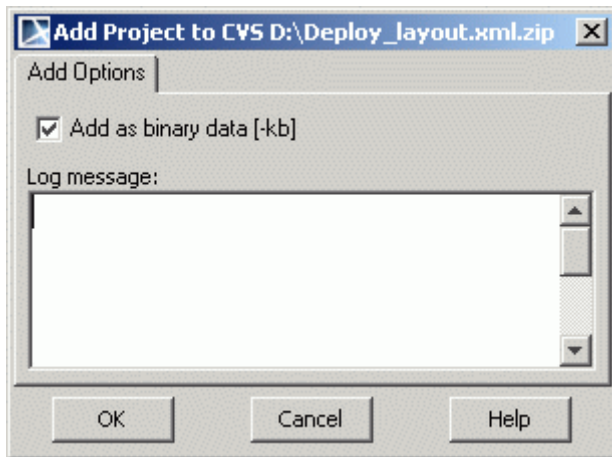 Add Project to CVS D:\Deploy_layout.xml.zip
Add Options
Add as binary data [-kb]
Log message:
OK Cancel Help